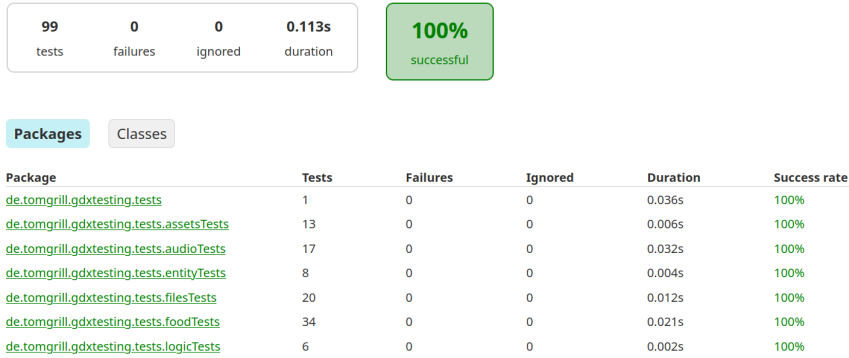 99 0 0 0.113s
tests failures ignored duration
100%
successful
Packages Classes
Package Tests Failures Ignored Duration Success rate
de.tomgrill.gdxtesting.tests 1 0 0 0.036s 100%
de.tomgrill.gdxtesting.tests.assetsTests 13 0 0 0.006s 100%
de.tomgrill.gdxtesting.tests.audioTests 17 0 0 0.032s 100%
de.tomgrill.gdxtesting.tests.entityTests 8 0 0 0.004s 100%
de.tomgrill.gdxtesting.tests.filesTests 20 0 0 0.012s 100%
de.tomgrill.gdxtesting.tests.foodTests 34 0 0 0.021s 100%
de.tomgrill.gdxtesting.tests.logicTests 6 0 0 0.002s 100%